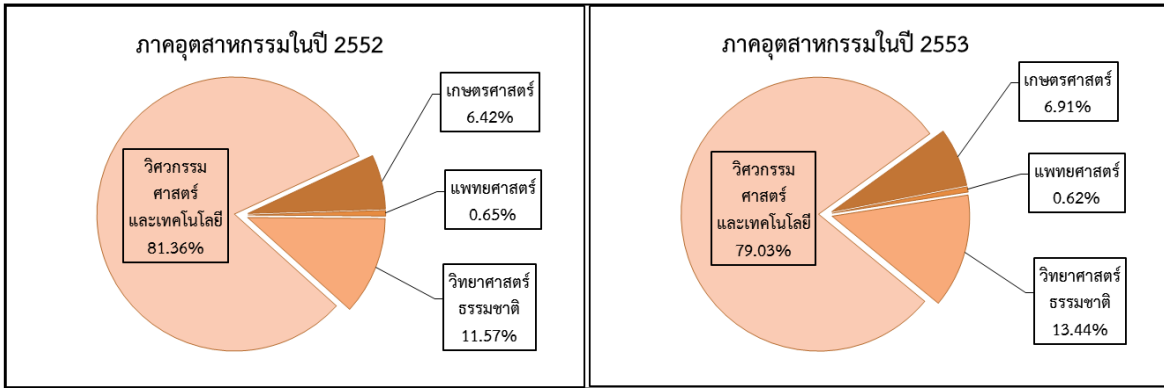 ภาคอุตสาหกรรมในปี 2552
เกษตรศาสตร์
6.42%
วิศวกรรม
ศาสตร์
และเทคโนโลยี
81.36%
แพทยศาสตร์
0.65%
วิทยาศาสตร์
ธรรมชาติ
11.57%
ภาคอุตสาหกรรมในปี 2553
เกษตรศาสตร์
6.91%
วิศวกรรม
ศาสตร์
และเทคโนโลยี
79.03%
แพทยศาสตร์
0.62%
วิทยาศาสตร์
ธรรมชาติ
13.44%